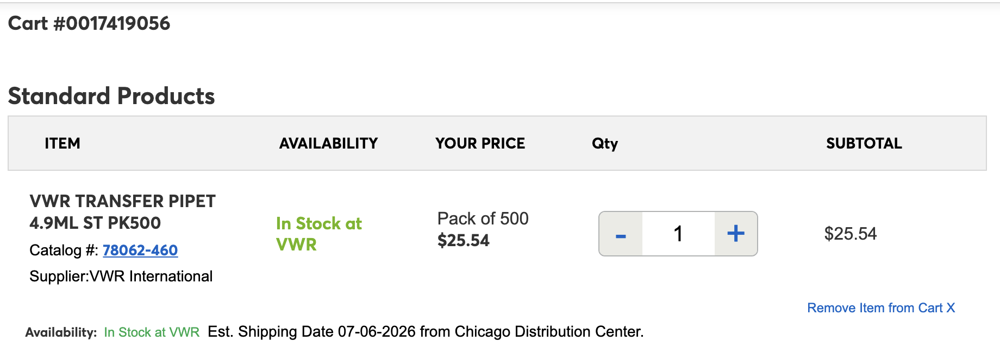 Cart #0017419056
Standard Products
ITEM AVAILABILITY YOUR PRICE Qty SUBTOTAL
VWR TRANSFER PIPET
4.9ML ST PK500
Catalog #: 78062-460
Supplier:VWR International
In Stock at
VWR
Pack of 500
$25.54
- 1 +
$25.54
Remove Item from Cart X
Availability: In Stock at VWR Est. Shipping Date 07-06-2026 from Chicago Distribution Center.